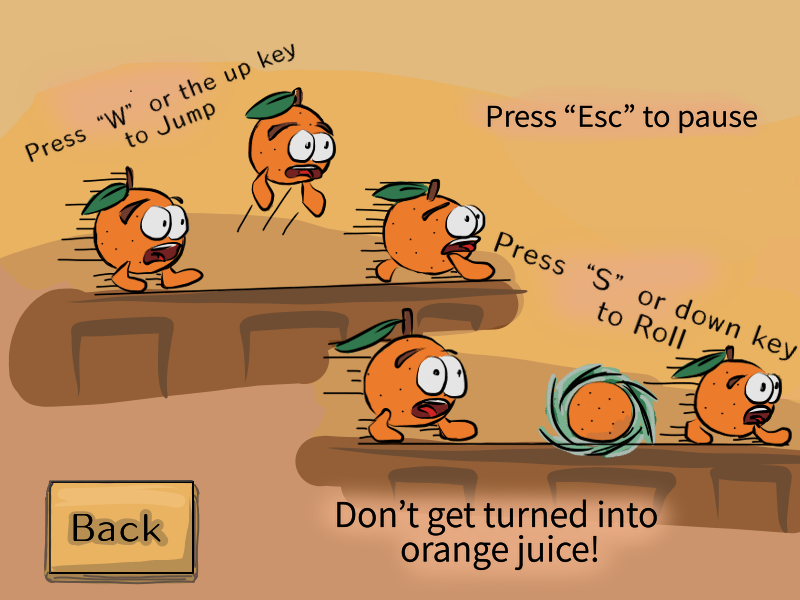 Press “W” or the up key
to Jump
Press “Esc” to pause
Press “S” or down key
to Roll
Don’t get turned into
orange juice!
Back